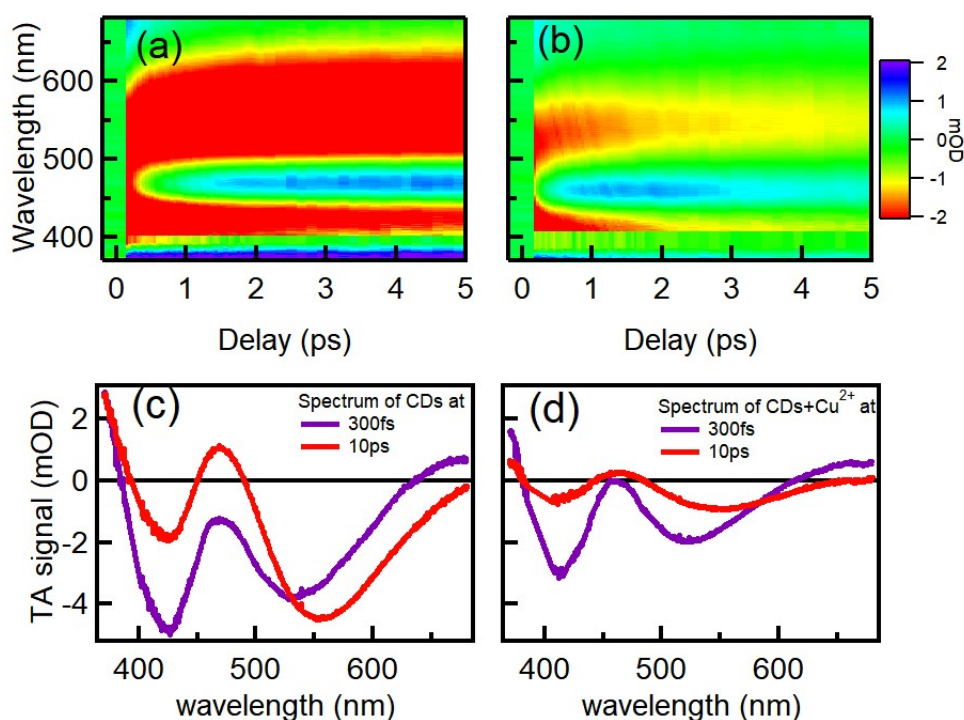 (a)
(b)
Wavelength (nm)
600
500
400
0 1 2 3 4 5
0 1 2 3 4 5
Delay (ps)
Delay (ps)
2
1
0
-1
-2
mOD
(c)
Spectrum of CDs at
300fs
10ps
(d)
Spectrum of CDs+Cu²⁺ at
300fs
10ps
TA signal (mOD)
2
0
-2
-4
400 500 600
400 500 600
wavelength (nm)
wavelength (nm)